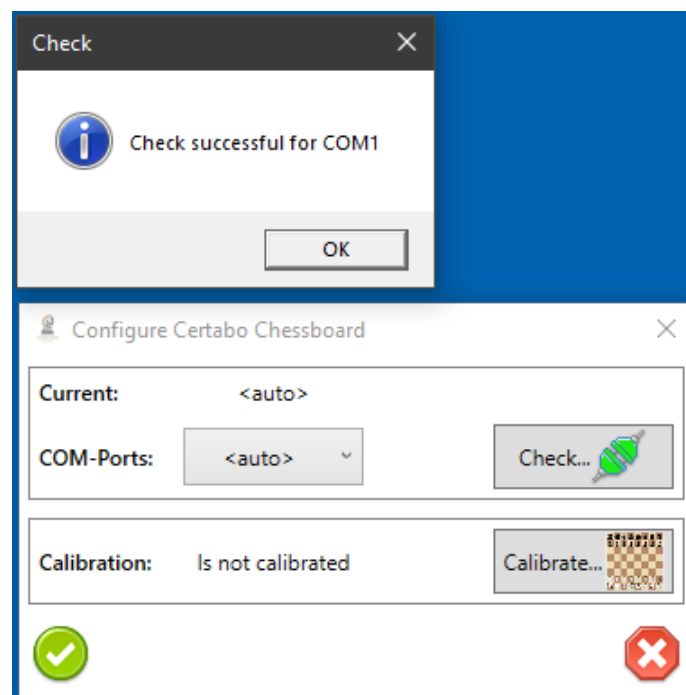 Check
Check successful for COM1
OK
Configure Certabo Chessboard
Current: <auto>
COM-Ports: <auto>
Check...
Calibration: Is not calibrated
Calibrate...